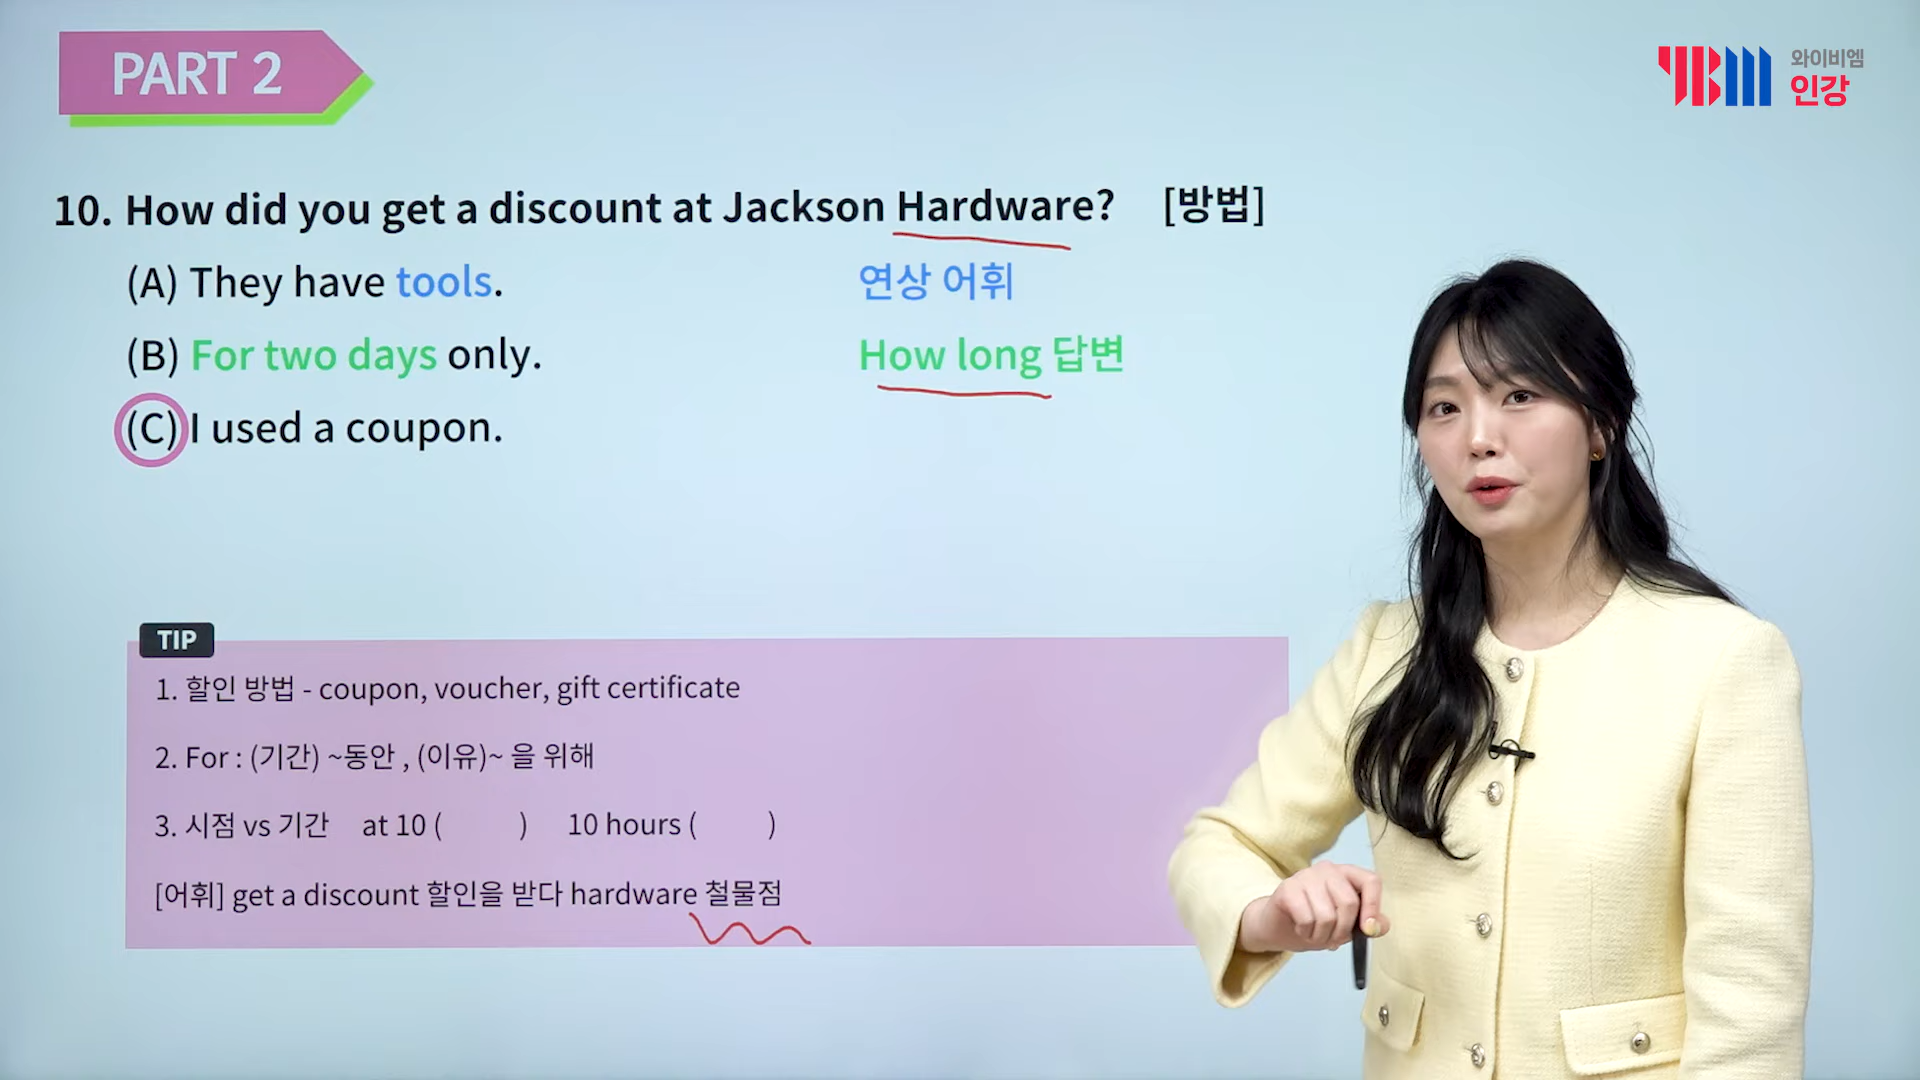 PART 2
YBM 와이비엠 인강
10. How did you get a discount at Jackson Hardware? [방법]
(A) They have tools. 연상 어휘
(B) For two days only. How long 답변
(C) I used a coupon.
TIP
1. 할인 방법 - coupon, voucher, gift certificate
2. For : (기간) ~동안 , (이유)~ 을 위해
3. 시점 vs 기간 at 10 ( ) 10 hours ( )
[어휘] get a discount 할인을 받다 hardware 철물점